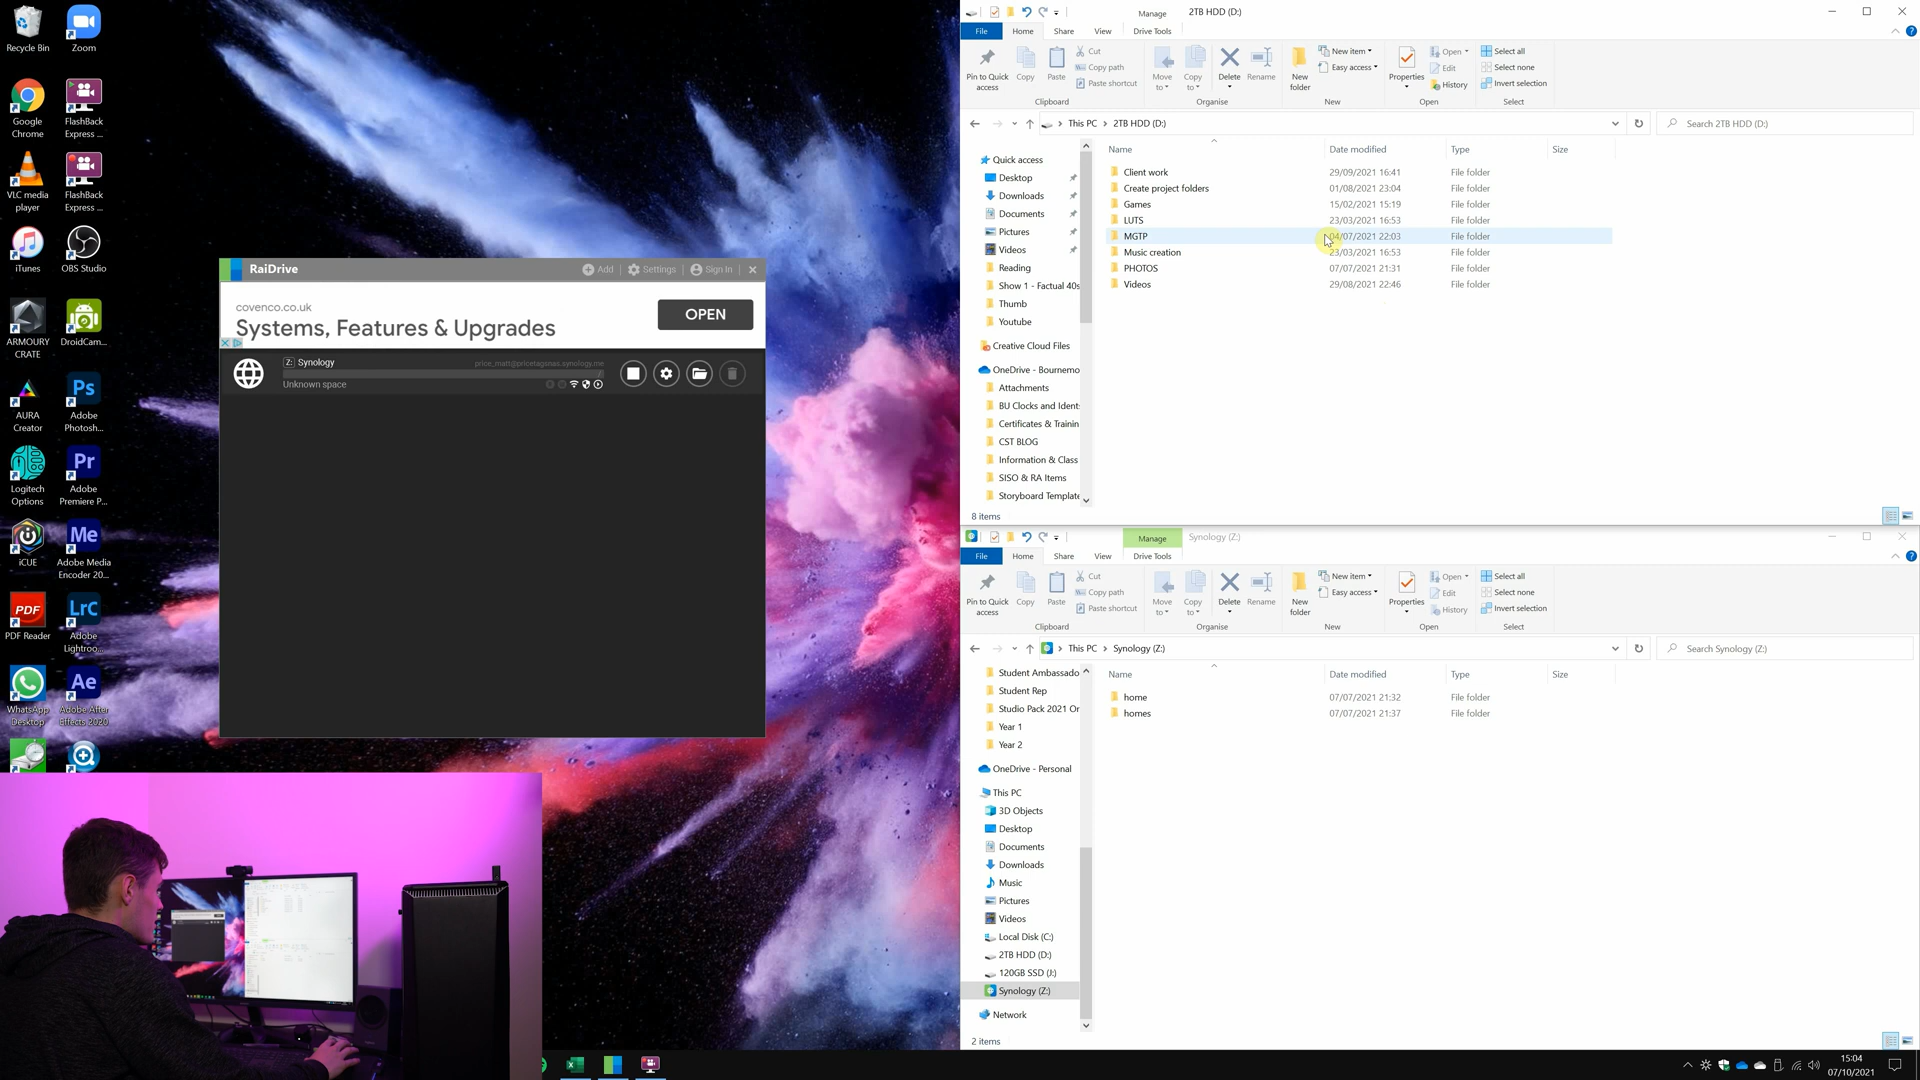 Recycle Bin
Zoom
Google Chrome
FlashBack Express ...
VLC media player
FlashBack Express ...
iTunes
OBS Studio
ARMOURY CRATE
DroidCam...
AURA Creator
Adobe Photosh...
Logitech Options
Adobe Premiere P...
iCUE
Adobe Media Encoder 20...
PDF Reader
Adobe Lightroo...
WhatsApp Desktop
Adobe After Effects 2020
RaiDrive
Add
Settings
Sign In
covenco.co.uk
Systems, Features & Upgrades
OPEN
Z: Synology
price_matt@pricetagsnas.synology.me
Unknown space
Manage
2TB HDD (D:)
File
Home
Share
View
Drive Tools
Pin to Quick access
Copy
Paste
Cut
Copy path
Paste shortcut
Move to
Copy to
Delete
Rename
New folder
New item
Easy access
Properties
Open
Edit
History
Select all
Select none
Invert selection
Clipboard
Organise
New
Open
Select
This PC > 2TB HDD (D:)
Search 2TB HDD (D:)
Name Date modified Type Size
Client work 29/09/2021 16:41 File folder
Create project folders 01/08/2021 23:04 File folder
Games 15/02/2021 15:19 File folder
LUTS 23/03/2021 16:53 File folder
MGTP 04/07/2021 22:03 File folder
Music creation 23/03/2021 16:53 File folder
PHOTOS 07/07/2021 21:31 File folder
Videos 29/08/2021 22:46 File folder
Quick access
Desktop
Downloads
Documents
Pictures
Videos
Reading
Show 1 - Factual 40s
Thumb
Youtube
Creative Cloud Files
OneDrive - Bournemo
Attachments
BU Clocks and Ident
Certificates & Trainin
CST BLOG
Information & Class
SISO & RA Items
Storyboard Template
8 items
Manage
Synology (Z:)
File
Home
Share
View
Drive Tools
Pin to Quick access
Copy
Paste
Cut
Copy path
Paste shortcut
Move to
Copy to
Delete
Rename
New folder
New item
Easy access
Properties
Open
Edit
History
Select all
Select none
Invert selection
Clipboard
Organise
New
Open
Select
This PC > Synology (Z:)
Search Synology (Z:)
Name Date modified Type Size
home 07/07/2021 21:32 File folder
homes 07/07/2021 21:37 File folder
Student Ambassado
Student Rep
Studio Pack 2021 Or
Year 1
Year 2
OneDrive - Personal
This PC
3D Objects
Desktop
Documents
Downloads
Music
Pictures
Videos
Local Disk (C:)
2TB HDD (D:)
120GB SSD (J:)
Synology (Z:)
Network
2 items
15:04
07/10/2021